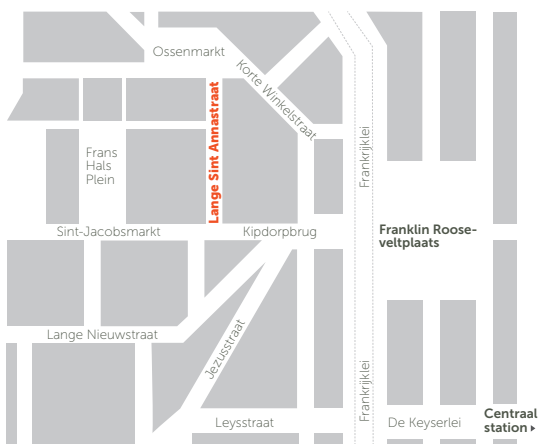 Ossenmarkt
Korte Winkelstraat
Lange Sint Annastraat
Frankrijklei
Frans
Hals
Plein
Sint-Jacobsmarkt
Kipdorpbrug
Franklin Roose-
veltplaats
Lange Nieuwstraat
Jezusstraat
Frankrijklei
Leysstraat
De Keyserlei
Centraal
station